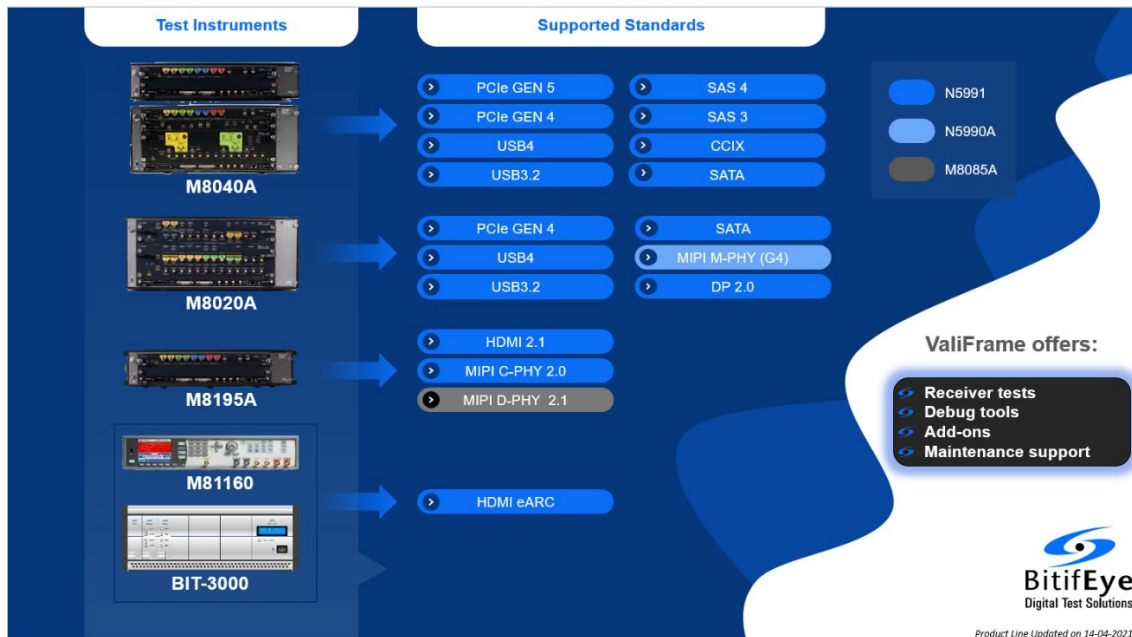 Test Instruments
Supported Standards
M8040A
PCIe GEN 5
PCIe GEN 4
USB4
USB3.2
SAS 4
SAS 3
CCIX
SATA
N5991
N5990A
M8085A
M8020A
PCIe GEN 4
USB4
USB3.2
SATA
MIPI M-PHY (G4)
DP 2.0
M8195A
HDMI 2.1
MIPI C-PHY 2.0
MIPI D-PHY 2.1
M81160
BIT-3000
HDMI eARC
ValiFrame offers:
Receiver tests
Debug tools
Add-ons
Maintenance support
BitifEye
Digital Test Solutions
Product Line Updated on 14-04-2021